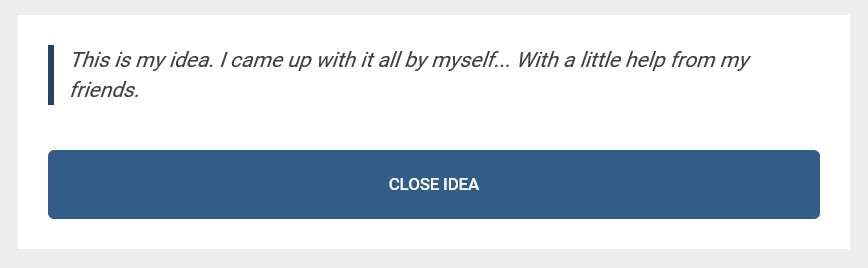 This is my idea. I came up with it all by myself... With a little help from my
friends.
CLOSE IDEA